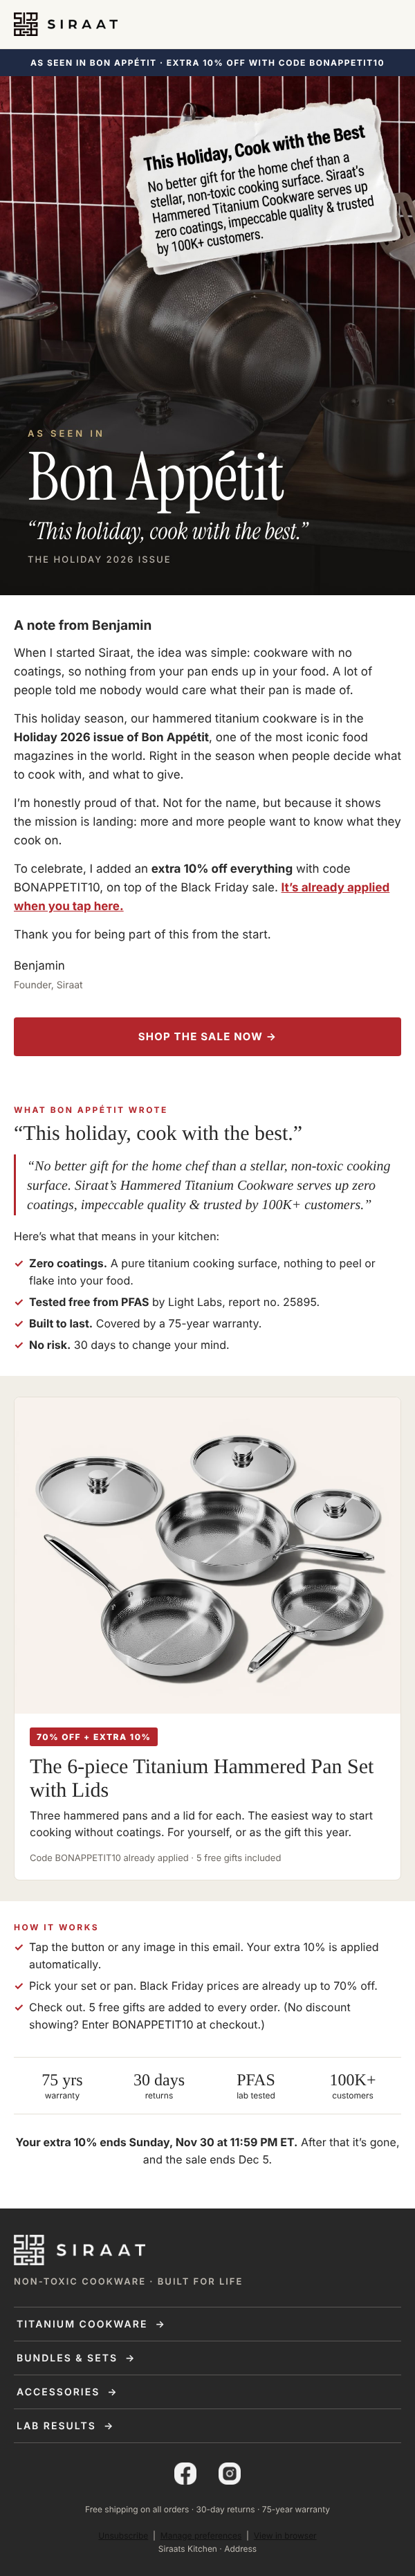 SIRAAT
AS SEEN IN BON APPÉTIT · EXTRA 10% OFF WITH CODE BONAPPETIT10
This Holiday, Cook with the Best
No better gift for the home chef than a
stellar, non-toxic cooking surface. Siraat's
Hammered Titanium Cookware serves up
zero coatings, impeccable quality & trusted
by 100K+ customers.
AS SEEN IN
Bon Appétit
“This holiday, cook with the best.”
THE HOLIDAY 2026 ISSUE
A note from Benjamin
When I started Siraat, the idea was simple: cookware with no
coatings, so nothing from your pan ends up in your food. A lot of
people told me nobody would care what their pan is made of.
This holiday season, our hammered titanium cookware is in the
Holiday 2026 issue of Bon Appétit, one of the most iconic food
magazines in the world. Right in the season when people decide what
to cook with, and what to give.
I’m honestly proud of that. Not for the name, but because it shows
the mission is landing: more and more people want to know what they
cook on.
To celebrate, I added an extra 10% off everything with code
BONAPPETIT10, on top of the Black Friday sale. It’s already applied
when you tap here.
Thank you for being part of this from the start.
Benjamin
Founder, Siraat
SHOP THE SALE NOW →
WHAT BON APPÉTIT WROTE
“This holiday, cook with the best.”
“No better gift for the home chef than a stellar, non-toxic cooking
surface. Siraat’s Hammered Titanium Cookware serves up zero
coatings, impeccable quality & trusted by 100K+ customers.”
Here’s what that means in your kitchen:
✓ Zero coatings. A pure titanium cooking surface, nothing to peel or
flake into your food.
✓ Tested free from PFAS by Light Labs, report no. 25895.
✓ Built to last. Covered by a 75-year warranty.
✓ No risk. 30 days to change your mind.
70% OFF + EXTRA 10%
The 6-piece Titanium Hammered Pan Set
with Lids
Three hammered pans and a lid for each. The easiest way to start
cooking without coatings. For yourself, or as the gift this year.
Code BONAPPETIT10 already applied · 5 free gifts included
HOW IT WORKS
✓ Tap the button or any image in this email. Your extra 10% is applied
automatically.
✓ Pick your set or pan. Black Friday prices are already up to 70% off.
✓ Check out. 5 free gifts are added to every order. (No discount
showing? Enter BONAPPETIT10 at checkout.)
75 yrs 30 days PFAS 100K+
warranty returns lab tested customers
Your extra 10% ends Sunday, Nov 30 at 11:59 PM ET. After that it’s gone,
and the sale ends Dec 5.
SIRAAT
NON-TOXIC COOKWARE · BUILT FOR LIFE
TITANIUM COOKWARE →
BUNDLES & SETS →
ACCESSORIES →
LAB RESULTS →
Free shipping on all orders · 30-day returns · 75-year warranty
Unsubscribe | Manage preferences | View in browser
Siraats Kitchen · Address